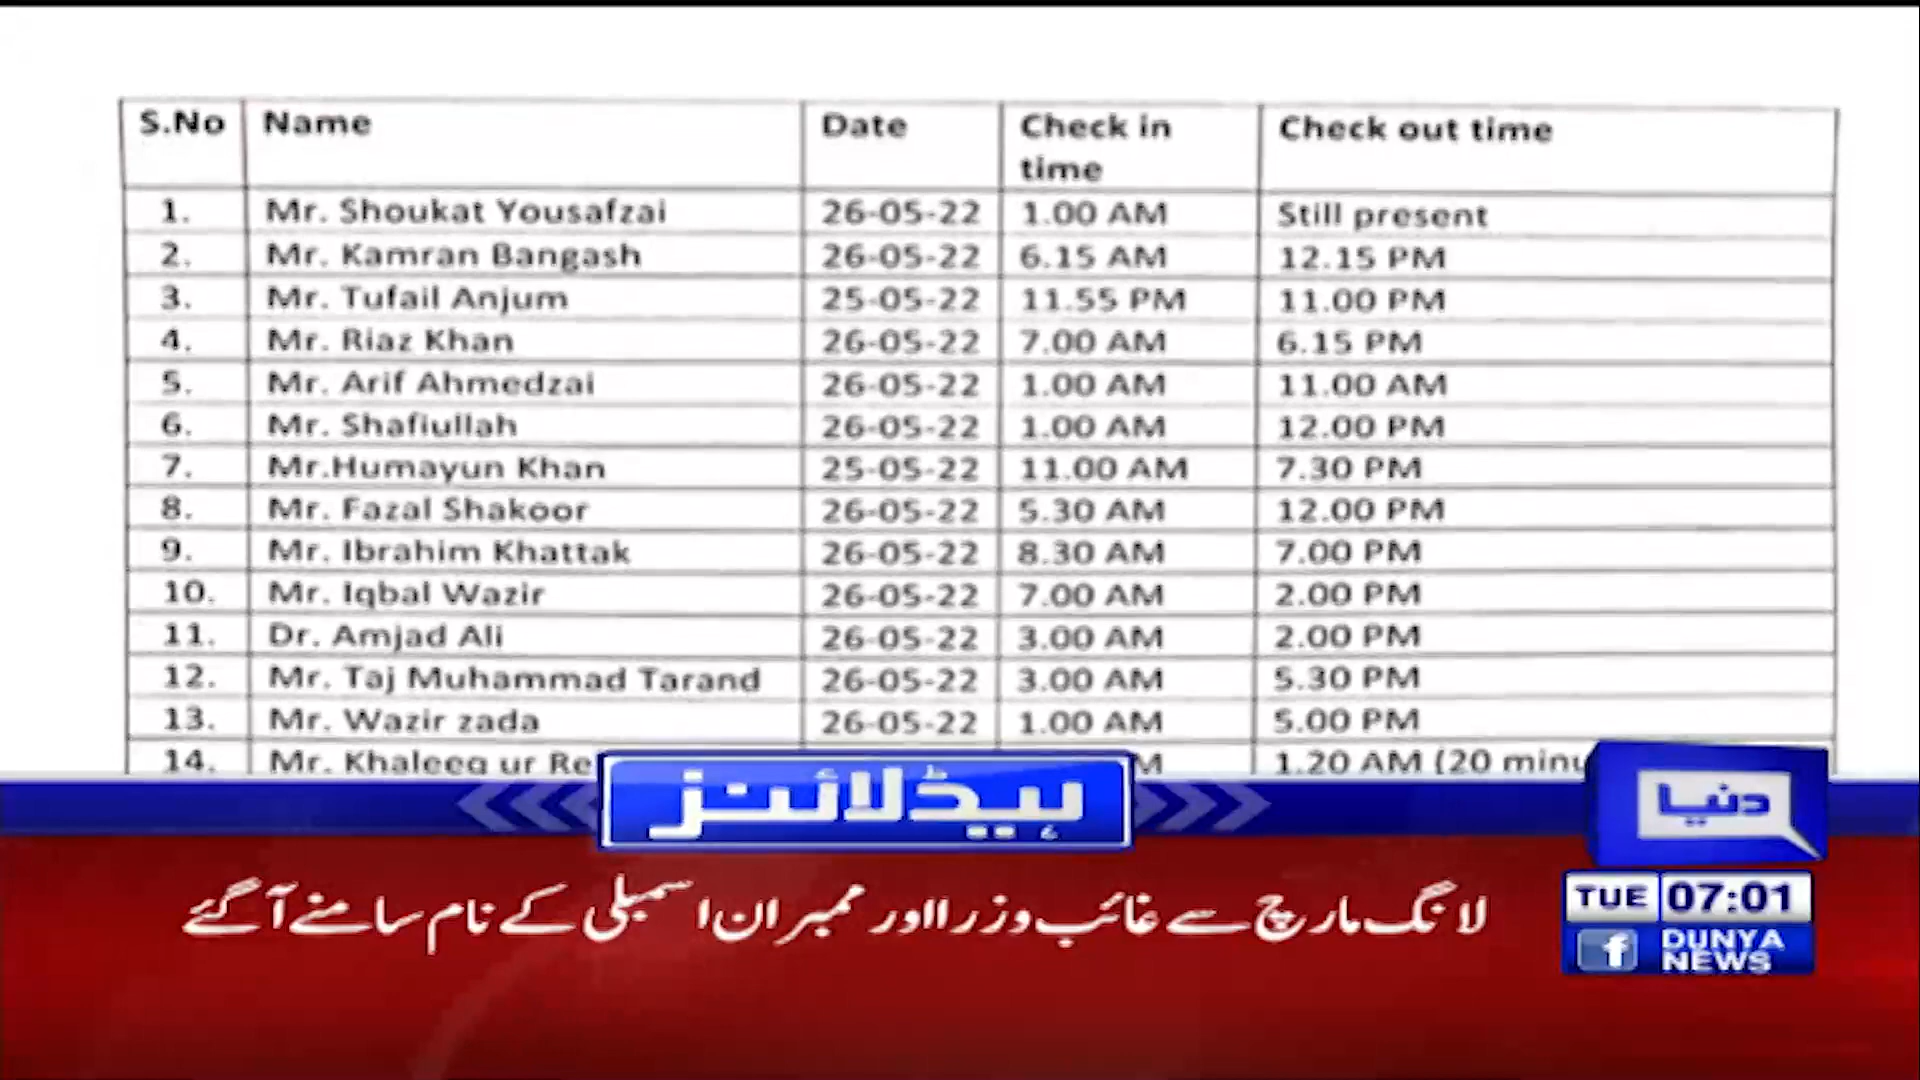 S.No Name Date Check in time Check out time
1. Mr. Shoukat Yousafzai 26-05-22 1.00 AM Still present
2. Mr. Kamran Bangash 26-05-22 6.15 AM 12.15 PM
3. Mr. Tufail Anjum 25-05-22 11.55 PM 11.00 PM
4. Mr. Riaz Khan 26-05-22 7.00 AM 6.15 PM
5. Mr. Arif Ahmedzai 26-05-22 1.00 AM 11.00 AM
6. Mr. Shafiullah 26-05-22 1.00 AM 12.00 PM
7. Mr.Humayun Khan 25-05-22 11.00 AM 7.30 PM
8. Mr. Fazal Shakoor 26-05-22 5.30 AM 12.00 PM
9. Mr. Ibrahim Khattak 26-05-22 8.30 AM 7.00 PM
10. Mr. Iqbal Wazir 26-05-22 7.00 AM 2.00 PM
11. Dr. Amjad Ali 26-05-22 3.00 AM 2.00 PM
12. Mr. Taj Muhammad Tarand 26-05-22 3.00 AM 5.30 PM
13. Mr. Wazir zada 26-05-22 1.00 AM 5.00 PM
14. Mr. Khaleeq ur 1.20 AM (20
ہیڈلائنز
دنیا
لانگ مارچ سے غائب وزرا اور ممبران اسمبلی کے نام سامنے آگئے
TUE 07:01
f DUNYA NEWS